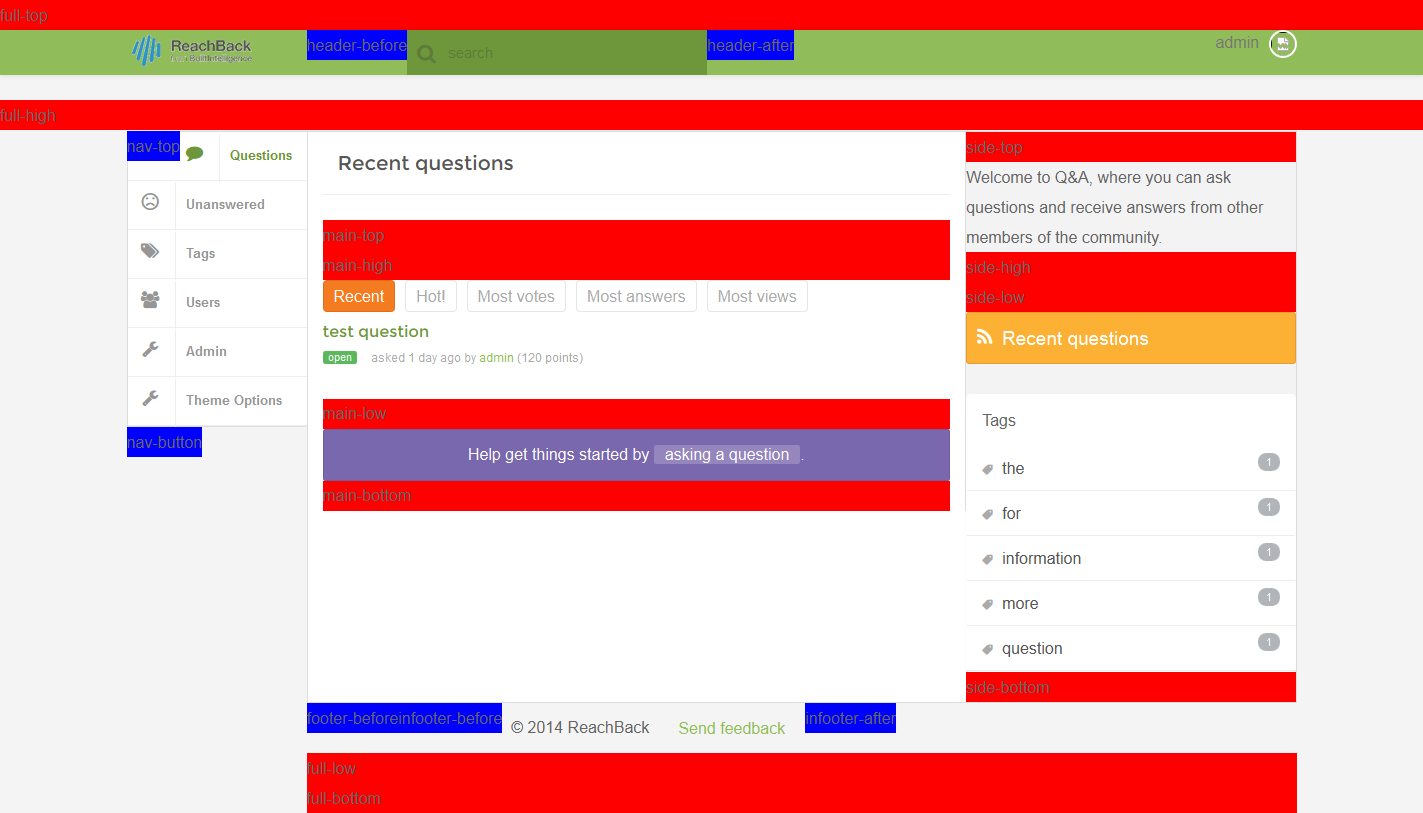 full-top
ReachBack
header-before
search
header-after
admin
full-high
nav-top
Questions
Unanswered
Tags
Users
Admin
Theme Options
nav-button
Recent questions
main-top
main-high
Recent
Hot!
Most votes
Most answers
Most views
test question
open asked 1 day ago by admin (120 points)
main-low
Help get things started by asking a question .
main-bottom
side-top
Welcome to Q&A, where you can ask
questions and receive answers from other
members of the community.
side-high
side-low
Recent questions
Tags
the 1
for 1
information 1
more 1
question 1
side-bottom
footer-beforeinfooter-before
© 2014 ReachBack
Send feedback
infooter-after
full-low
full-bottom